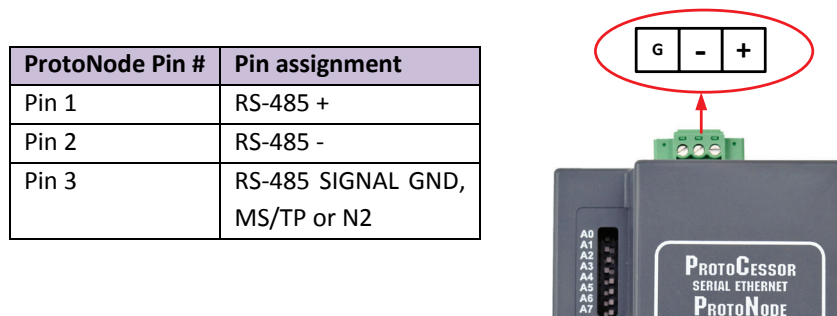 ProtoNode Pin # Pin assignment
Pin 1 RS-485 +
Pin 2 RS-485 -
Pin 3 RS-485 SIGNAL GND,
MS/TP or N2
G - +
A0
A1
A2
A3
A4
A5
A6
A7
PROTOCESSOR
SERIAL ETHERNET
PROTONODE